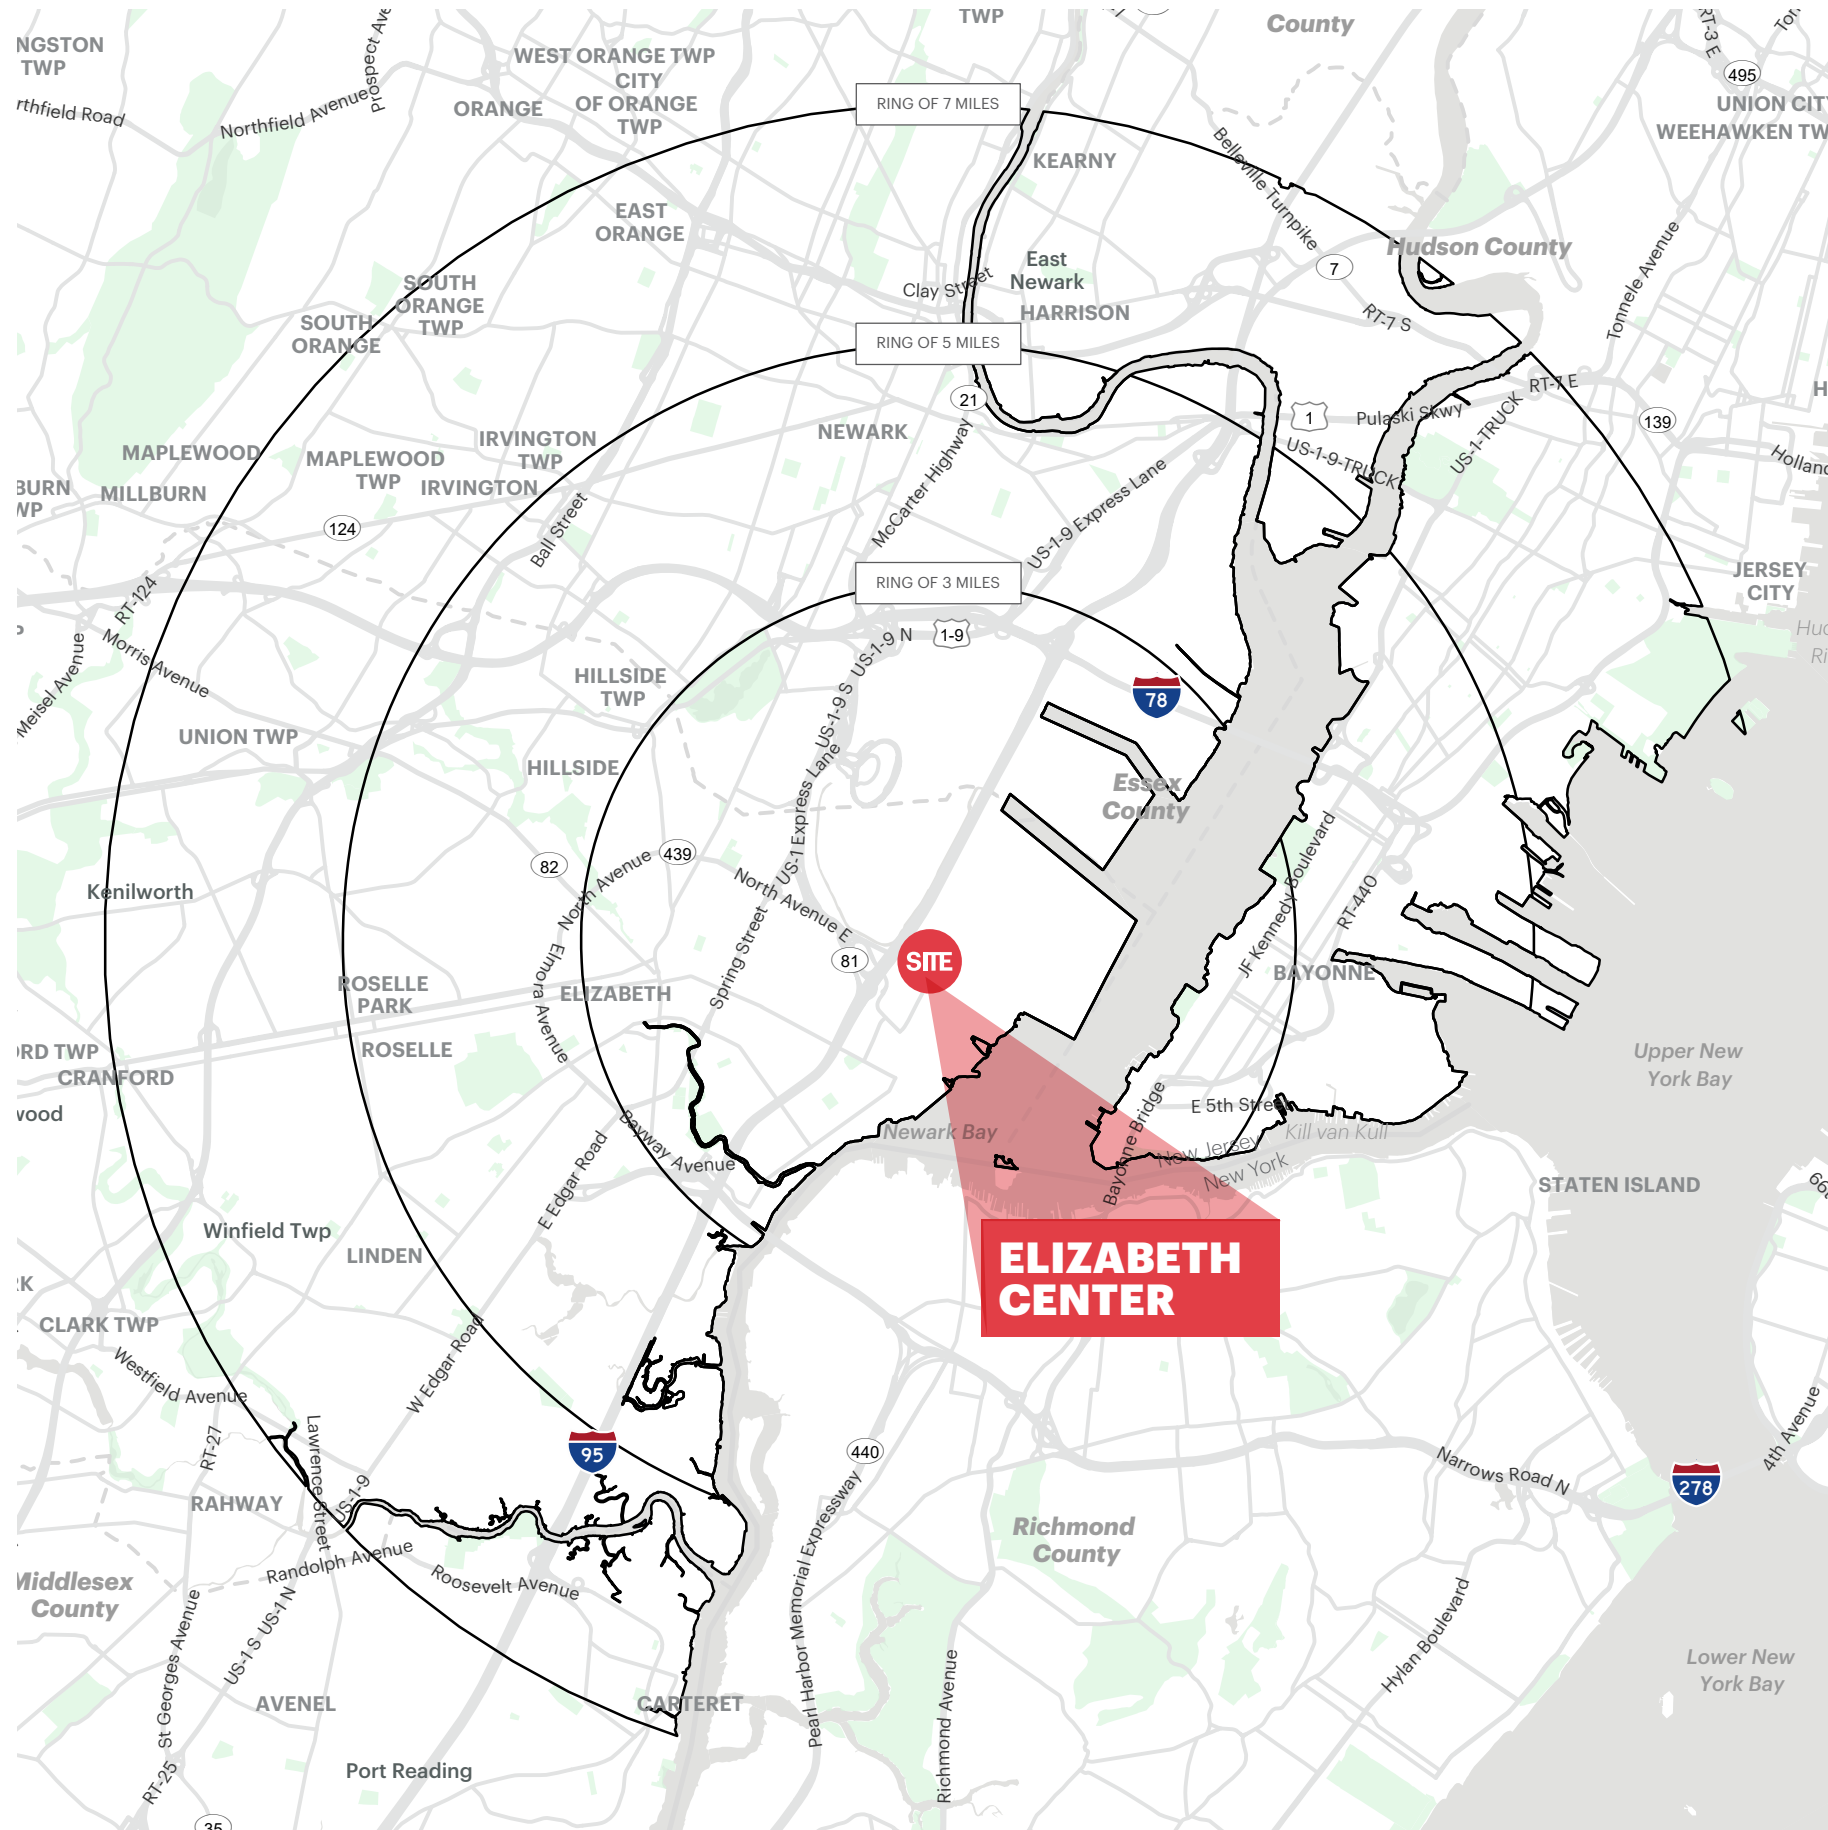 NGSTON
TWP
rthfield Road
Northfield Avenue
Prospect Ave
WEST ORANGE TWP
CITY
OF ORANGE
TWP
ORANGE
TWP
County
RT-3 E
495
UNION CITY
WEEHAWKEN TW
RING OF 7 MILES
KEARNY
Belleville Turnpike
EAST
ORANGE
East
Newark
Clay Street
HARRISON
7
Hudson County
RT-7 S
Tonnele Avenue
SOUTH
ORANGE
TWP
SOUTH
ORANGE
RING OF 5 MILES
21
1
Pulaski Skwy
RT-7 E
139
Holland
H
US-1-TRUCK
US-1-9-TRUCK
NEWARK
McCarter Highway
US-1-9 Express Lane
IRVINGTON
TWP
MAPLEWOOD
MAPLEWOOD
TWP
IRVINGTON
BURN
WP
MILLBURN
124
Ball Street
RING OF 3 MILES
JERSEY
CITY
RT-124
Morris Avenue
Meisel Avenue
US-1-9 N
1-9
US-1-9 S
HILLSIDE
TWP
78
UNION TWP
HILLSIDE
US-1 Express Lane
Essex
County
82
439
North Avenue
North Avenue E
Kenilworth
Elmora Avenue
Spring Street
81
SITE
JF Kennedy Boulevard
RT-440
BAYONNE
ROSELLE
PARK
ELIZABETH
ROSELLE
ORD TWP
CRANFORD
wood
Upper New
York Bay
Bayway Avenue
E Edgar Road
Newark Bay
Bayonne Bridge
E 5th Street
Kill van Kull
New Jersey
New York
STATEN ISLAND
Winfield Twp
LINDEN
ELIZABETH
CENTER
RK
CLARK TWP
Westfield Avenue
W Edgar Road
RT-27
Lawrence Street
US-1-9
95
440
Narrows Road N
278
4th Avenue
RAHWAY
Randolph Avenue
Roosevelt Avenue
Richmond
County
Middlesex
County
St Georges Avenue
US-1 S
US-1 N
Pearl Harbor Memorial Expressway
Richmond Avenue
Hylan Boulevard
Lower New
York Bay
AVENEL
CARTERET
Port Reading
RT-25
35